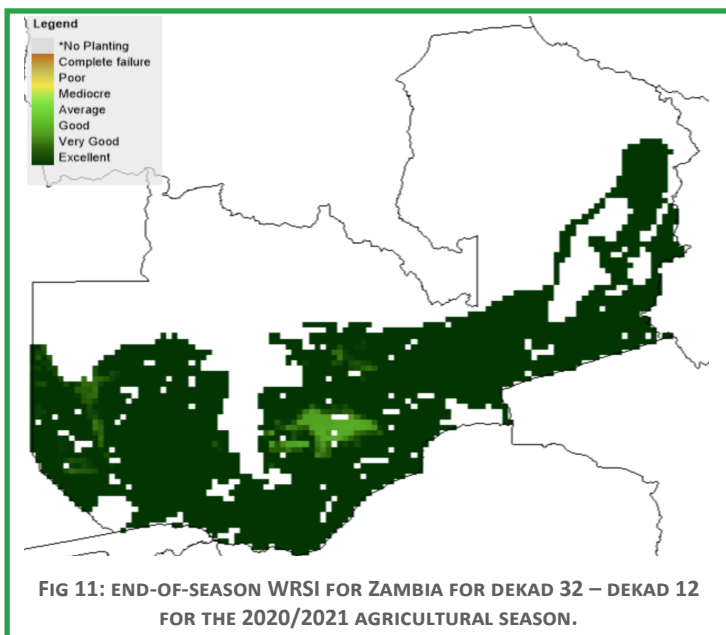 Legend
*No Planting
Complete failure
Poor
Mediocre
Average
Good
Very Good
Excellent
FIG 11: END-OF-SEASON WRSI FOR ZAMBIA FOR DEKAD 32 – DEKAD 12
FOR THE 2020/2021 AGRICULTURAL SEASON.